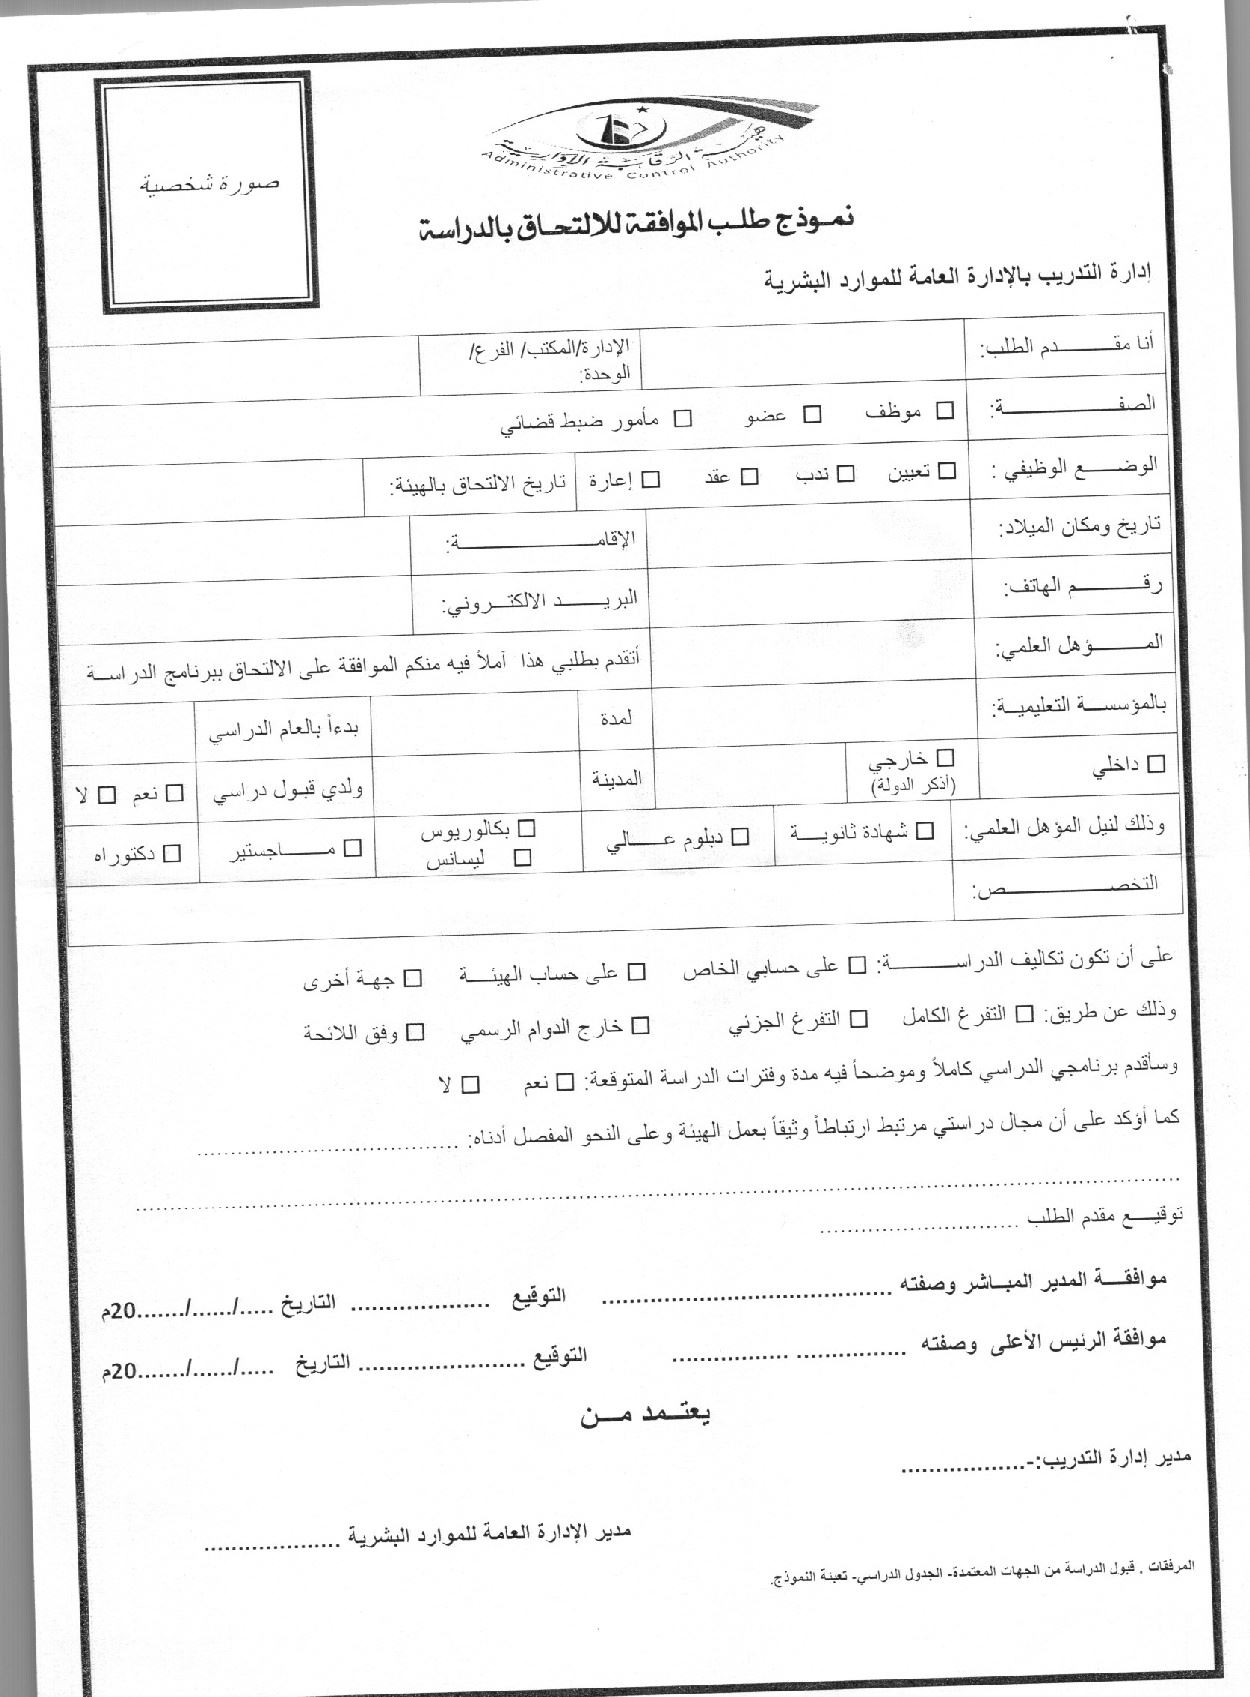 صورة شخصية
هيئة الرقابة الإدارية
Administrative Control Authority
نموذج طلب الموافقة للالتحاق بالدراسة
إدارة التدريب بالإدارة العامة للموارد البشرية
أنا مقدم الطلب: الإدارة/المكتب/ الفرع/ الوحدة:
الصفة: □ موظف □ عضو □ مأمور ضبط قضائي
الوضع الوظيفي : □ تعيين □ ندب □ عقد □ إعارة تاريخ الالتحاق بالهيئة:
تاريخ ومكان الميلاد: الإقامة:
رقم الهاتف: البريد الالكتروني:
المؤهل العلمي: أتقدم بطلبي هذا آملاً فيه منكم الموافقة على الالتحاق ببرنامج الدراسة
بالمؤسسة التعليمية: لمدة بدءاً بالعام الدراسي
□ داخلي □ خارجي (أذكر الدولة) المدينة ولدي قبول دراسي □ نعم □ لا
وذلك لنيل المؤهل العلمي: □ شهادة ثانوية □ دبلوم عالي □ بكالوريوس □ ليسانس □ ماجستير □ دكتوراه
التخصص:
على أن تكون تكاليف الدراسة: □ على حسابي الخاص □ على حساب الهيئة □ جهة أخرى
وذلك عن طريق: □ التفرغ الكامل □ التفرغ الجزئي □ خارج الدوام الرسمي □ وفق اللائحة
وسأقدم برنامجي الدراسي كاملاً وموضحاً فيه مدة وفترات الدراسة المتوقعة: □ نعم □ لا
كما أؤكد على أن مجال دراستي مرتبط ارتباطاً وثيقاً بعمل الهيئة وعلى النحو المفصل أدناه: ......................................
................................................................................
توقيع مقدم الطلب ..............................
موافقة المدير المباشر وصفته .......................................... التوقيع .................... التاريخ ...../....../.......20م
موافقة الرئيس الأعلى وصفته ................ ................. التوقيع ........................ التاريخ ...../....../.......20م
يعتمد من
مدير إدارة التدريب:-..................
مدير الإدارة العامة للموارد البشرية ....................
المرفقات . قبول الدراسة من الجهات المعتمدة- الجدول الدراسي- تعبئة النموذج.